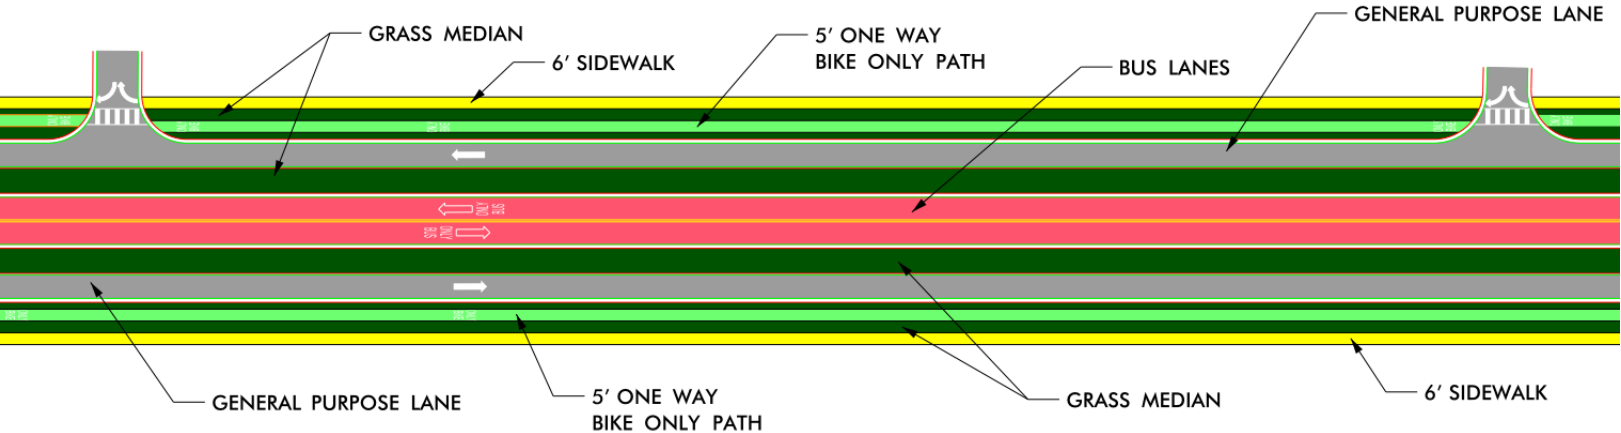 GENERAL PURPOSE LANE
GRASS MEDIAN
5' ONE WAY
BIKE ONLY PATH
6' SIDEWALK
BUS LANES
ONLY
BUS
BUS
ONLY
GENERAL PURPOSE LANE
5' ONE WAY
BIKE ONLY PATH
GRASS MEDIAN
6' SIDEWALK